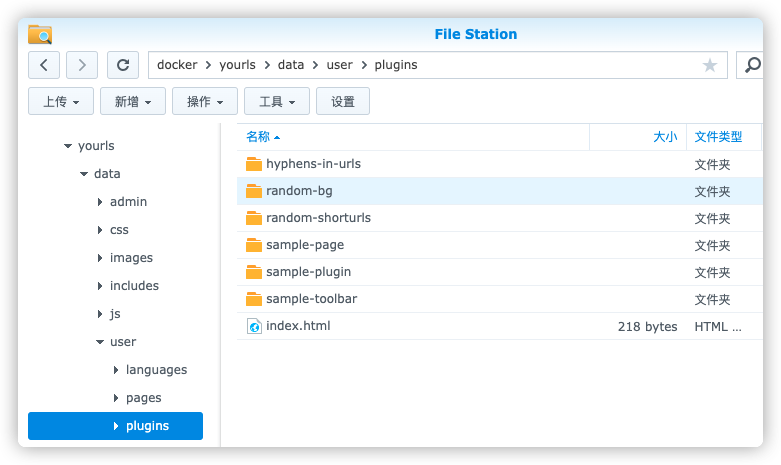 File Station
docker yourls data user plugins
上传 新增 操作 工具 设置
yourls
data
admin
css
images
includes
js
user
languages
pages
plugins
名称 大小 文件类型
hyphens-in-urls 文件夹
random-bg 文件夹
random-shorturls 文件夹
sample-page 文件夹
sample-plugin 文件夹
sample-toolbar 文件夹
index.html 218 bytes HTML ...